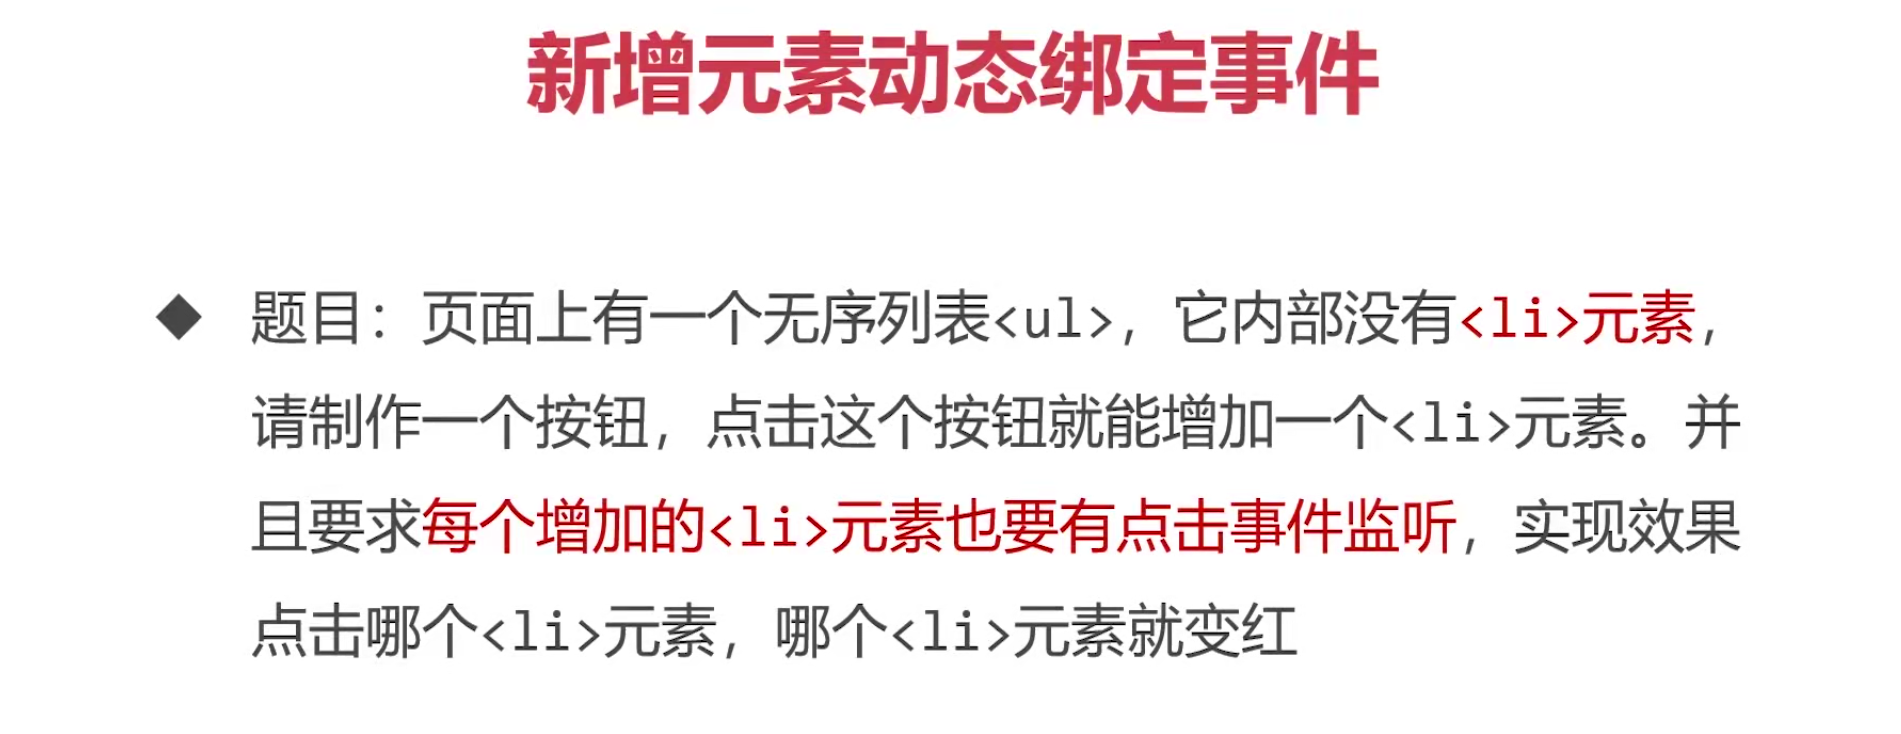 新增元素动态绑定事件
◆ 题目：页面上有一个无序列表<ul>，它内部没有<li>元素，
请制作一个按钮，点击这个按钮就能增加一个<li>元素。并
且要求每个增加的<li>元素也要有点击事件监听，实现效果
点击哪个<li>元素，哪个<li>元素就变红